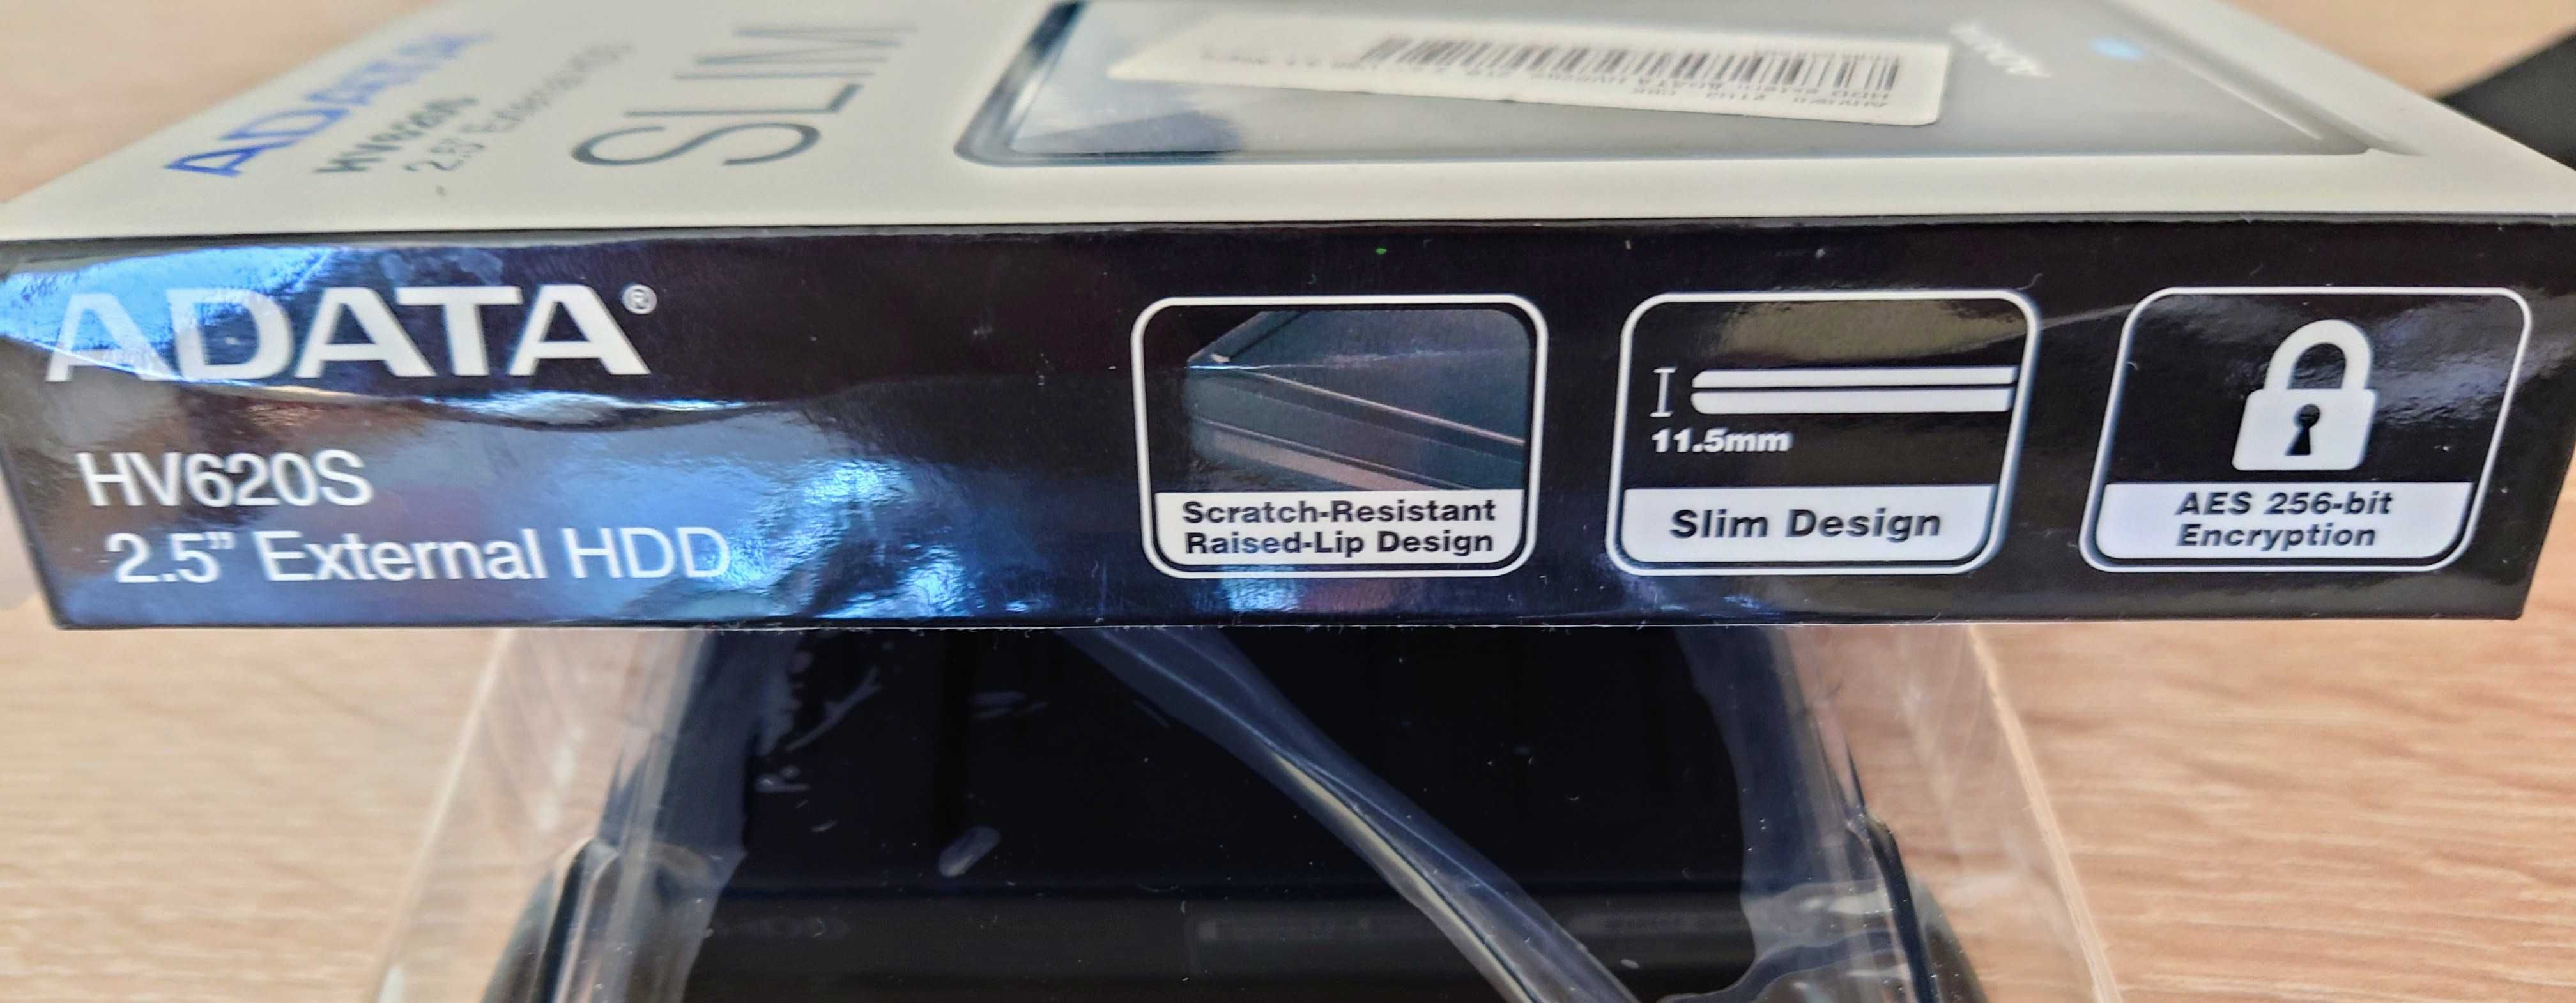 ADATA
HV620S
2.5" External HDD
SLIM
ADATA®
HV620S
2.5” External HDD
Scratch-Resistant
Raised-Lip Design
11.5mm
Slim Design
AES 256-bit
Encryption